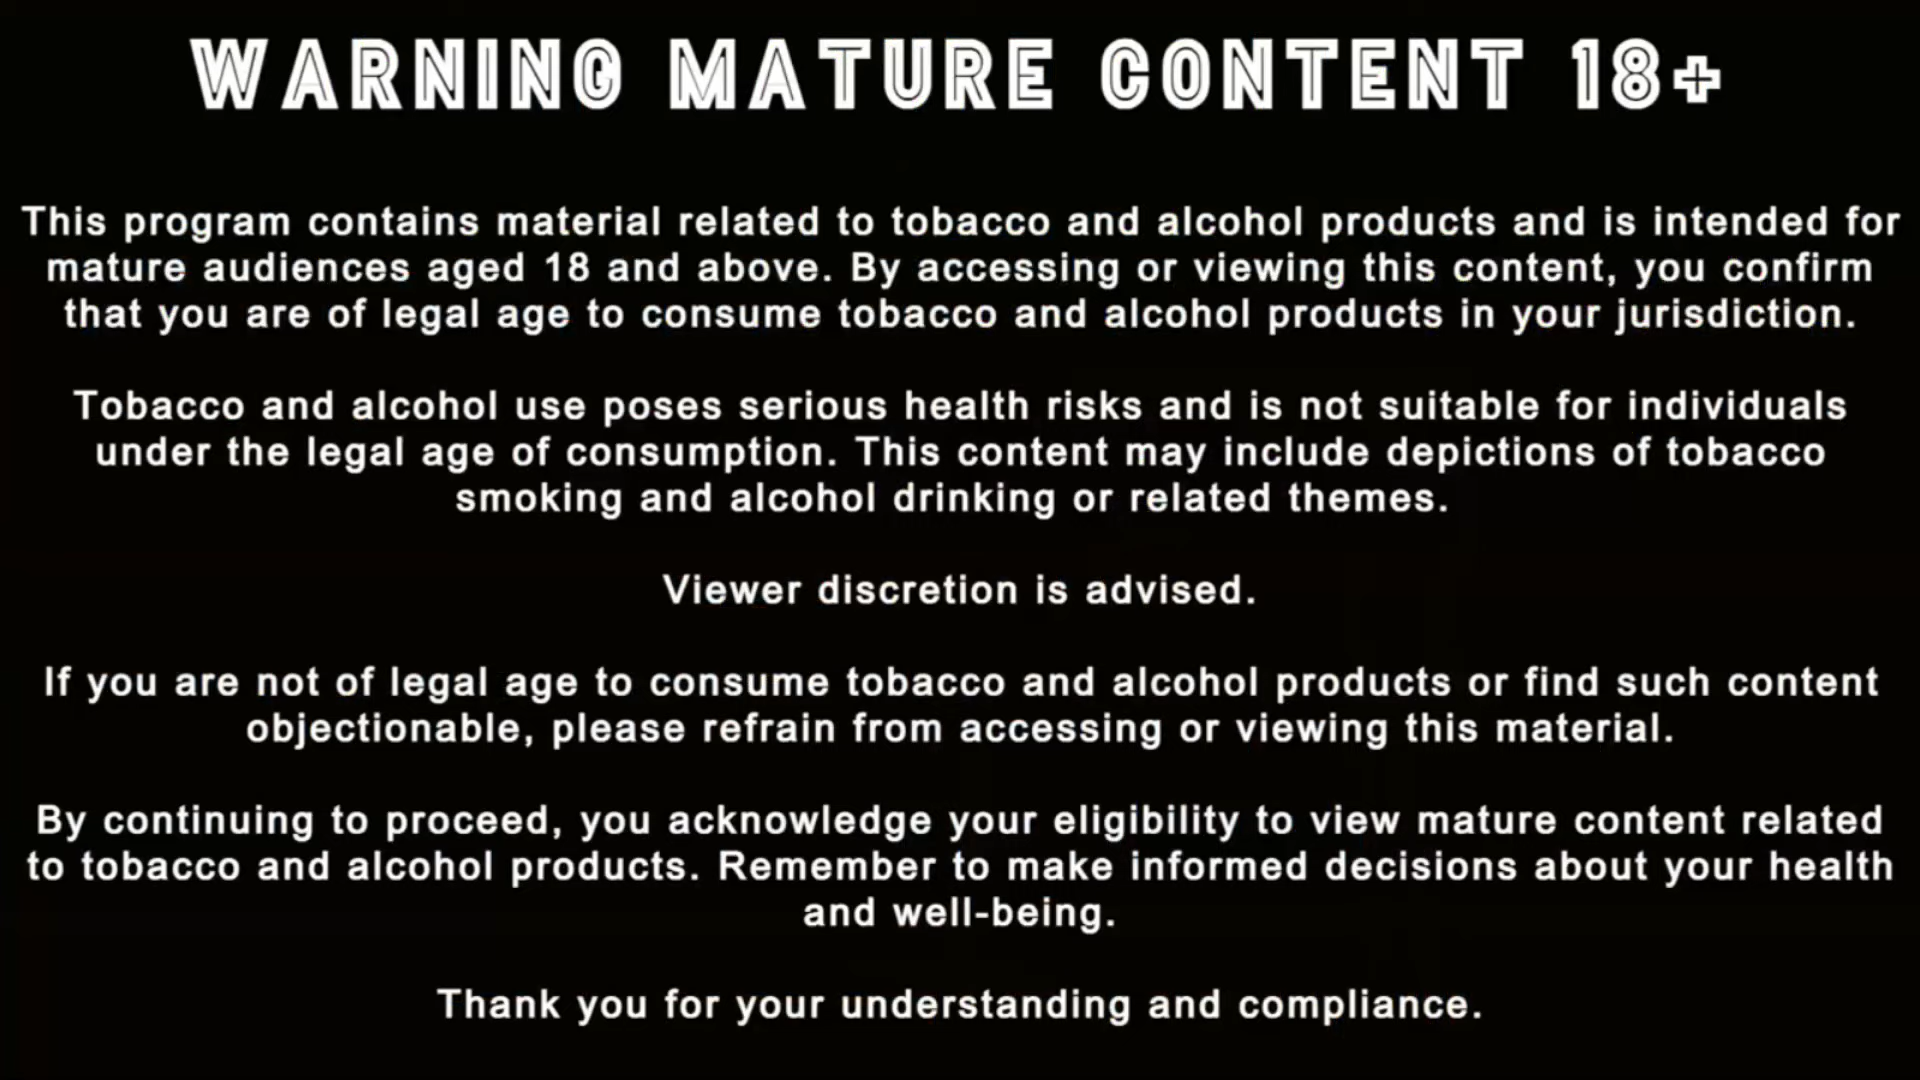 WARNING MATURE CONTENT 18+
This program contains material related to tobacco and alcohol products and is intended for
mature audiences aged 18 and above. By accessing or viewing this content, you confirm
that you are of legal age to consume tobacco and alcohol products in your jurisdiction.
Tobacco and alcohol use poses serious health risks and is not suitable for individuals
under the legal age of consumption. This content may include depictions of tobacco
smoking and alcohol drinking or related themes.
Viewer discretion is advised.
If you are not of legal age to consume tobacco and alcohol products or find such content
objectionable, please refrain from accessing or viewing this material.
By continuing to proceed, you acknowledge your eligibility to view mature content related
to tobacco and alcohol products. Remember to make informed decisions about your health
and well-being.
Thank you for your understanding and compliance.